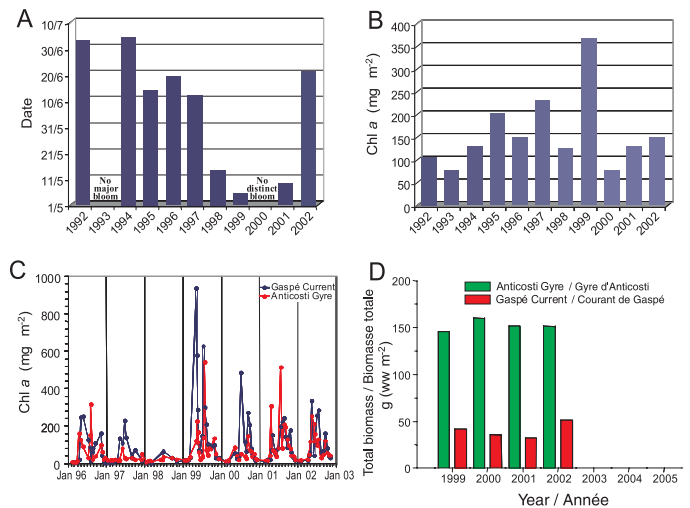 A
10/7
30/6
20/6
10/6
31/5
21/5
11/5
1/5
Date
No
major
bloom
No
distinct
bloom
1992
1993
1994
1995
1996
1997
1998
1999
2000
2001
2002
B
400
350
300
250
200
150
100
50
0
Chl a (mg m-2)
1992
1993
1994
1995
1996
1997
1998
1999
2000
2001
2002
C
1000
800
600
400
200
0
Chl a (mg m-2)
Gaspé Current
Anticosti Gyre
Jan 96 Jan 97 Jan 98 Jan 99 Jan 00 Jan 01 Jan 02 Jan 03
D
200
150
100
50
0
Total biomass / Biomasse totale
g (ww m-2)
Anticosti Gyre / Gyre d'Anticosti
Gaspé Current / Courant de Gaspé
1999 2000 2001 2002 2003 2004 2005
Year / Année